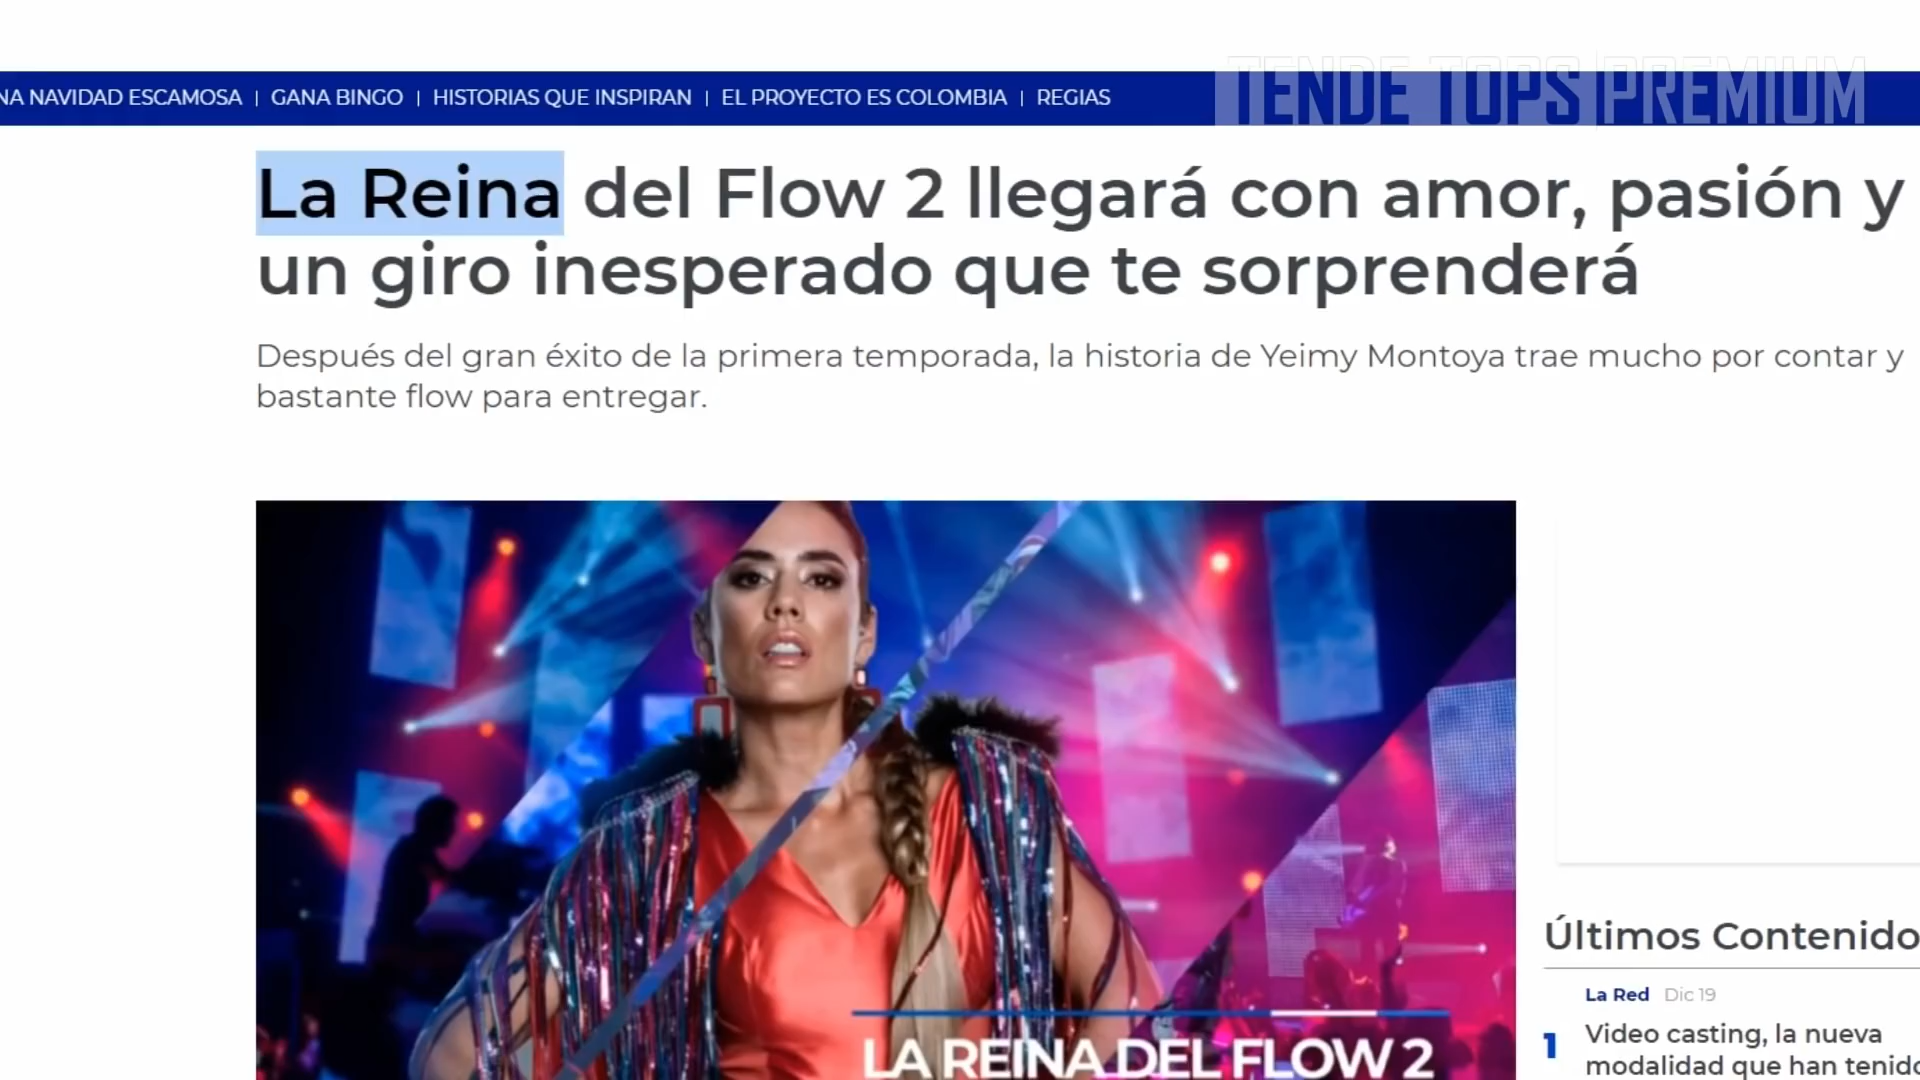 TENDE TOPS PREMIUM
NA NAVIDAD ESCAMOSA | GANA BINGO | HISTORIAS QUE INSPIRAN | EL PROYECTO ES COLOMBIA | REGIAS
La Reina del Flow 2 llegará con amor, pasión y
un giro inesperado que te sorprenderá
Después del gran éxito de la primera temporada, la historia de Yeimy Montoya trae mucho por contar y
bastante flow para entregar.
LA REINA DEL FLOW 2
Últimos Contenido
La Red Dic 19
1 Video casting, la nueva
modalidad que han tenido